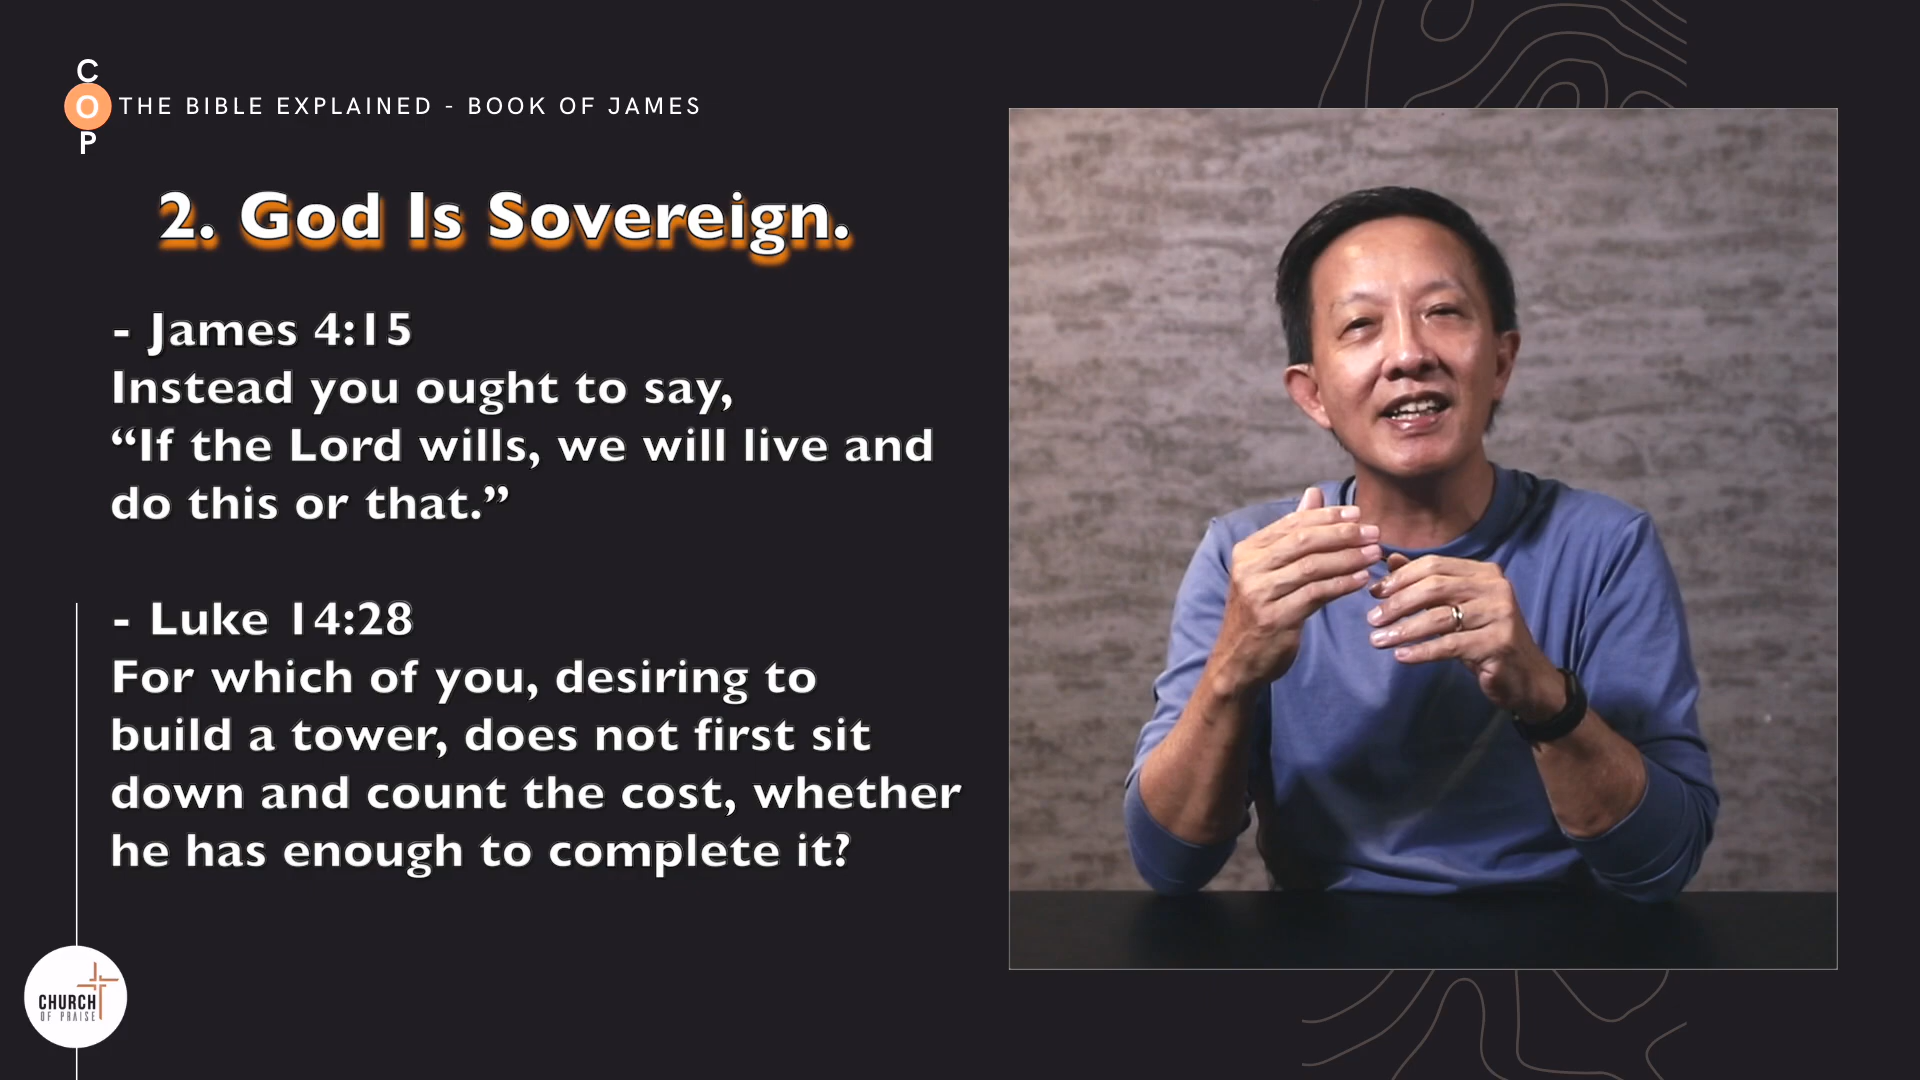 C
O
P
THE BIBLE EXPLAINED - BOOK OF JAMES
2. God Is Sovereign.
- James 4:15
Instead you ought to say,
“If the Lord wills, we will live and
do this or that.”
- Luke 14:28
For which of you, desiring to
build a tower, does not first sit
down and count the cost, whether
he has enough to complete it?
CHURCH
OF PRAISE